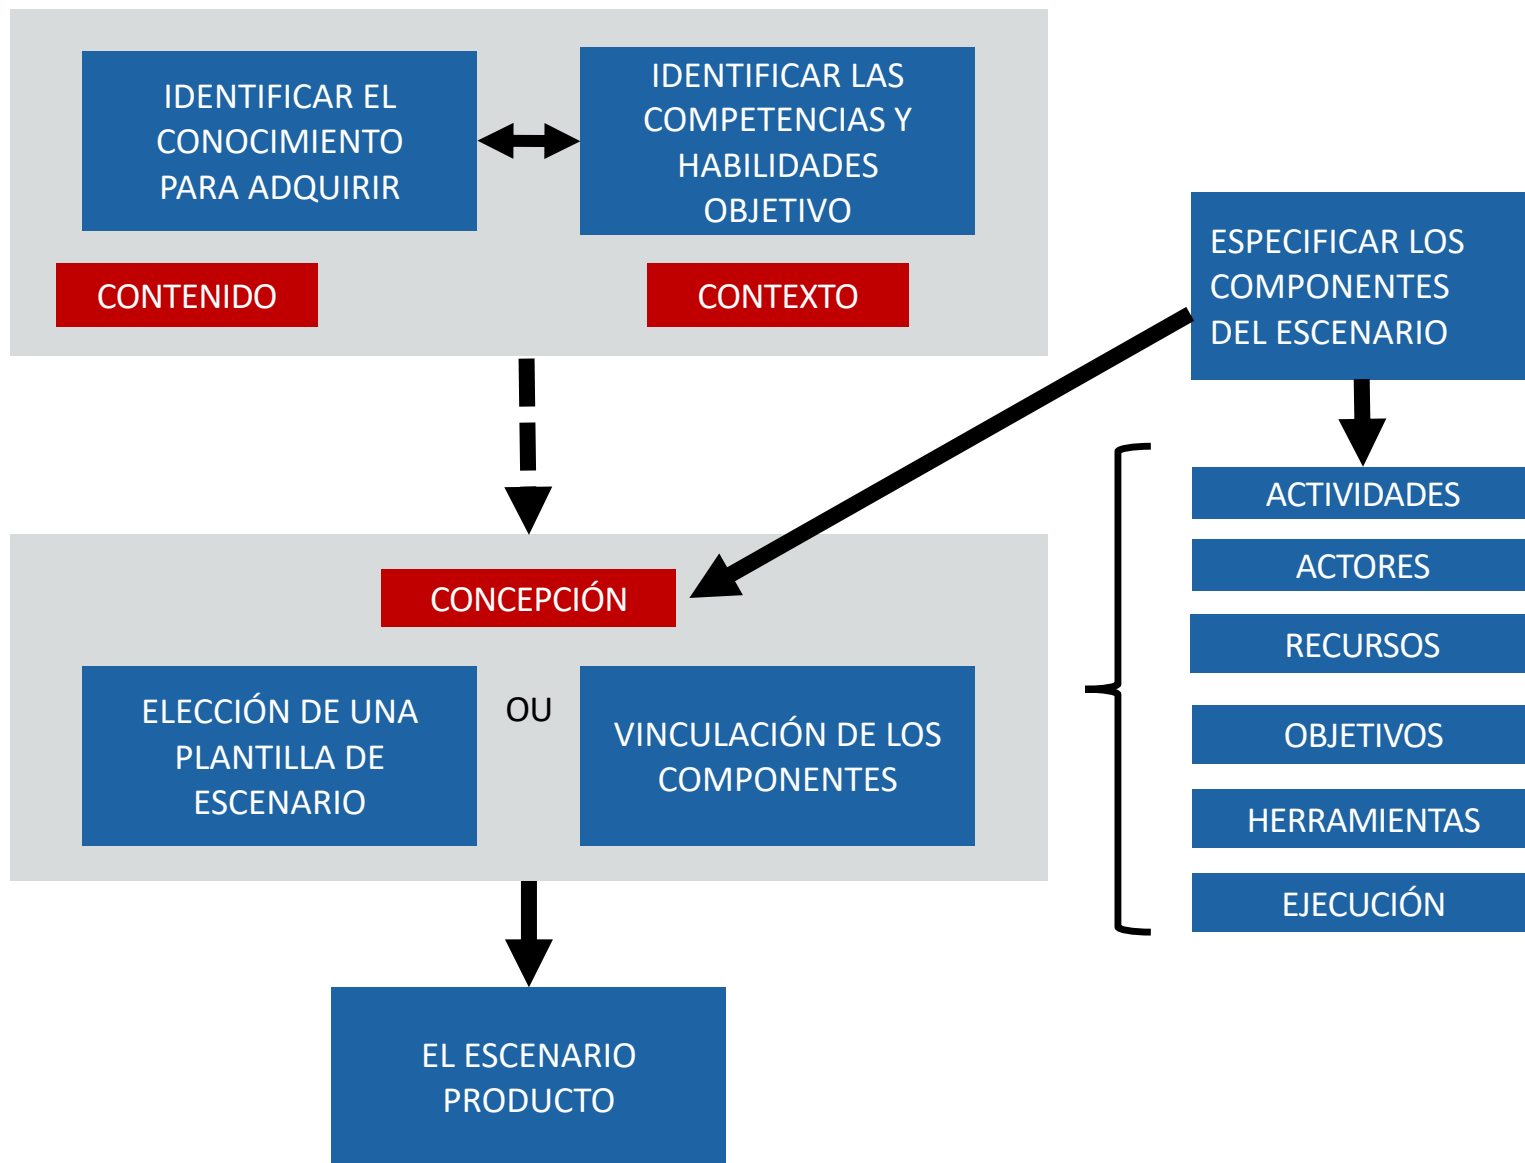 IDENTIFICAR EL
CONOCIMIENTO
PARA ADQUIRIR
IDENTIFICAR LAS
COMPETENCIAS Y
HABILIDADES
OBJETIVO
CONTENIDO
CONTEXTO
ESPECIFICAR LOS
COMPONENTES
DEL ESCENARIO
CONCEPCIÓN
ELECCIÓN DE UNA
PLANTILLA DE
ESCENARIO
OU
VINCULACIÓN DE LOS
COMPONENTES
ACTIVIDADES
ACTORES
RECURSOS
OBJETIVOS
HERRAMIENTAS
EJECUCIÓN
EL ESCENARIO
PRODUCTO